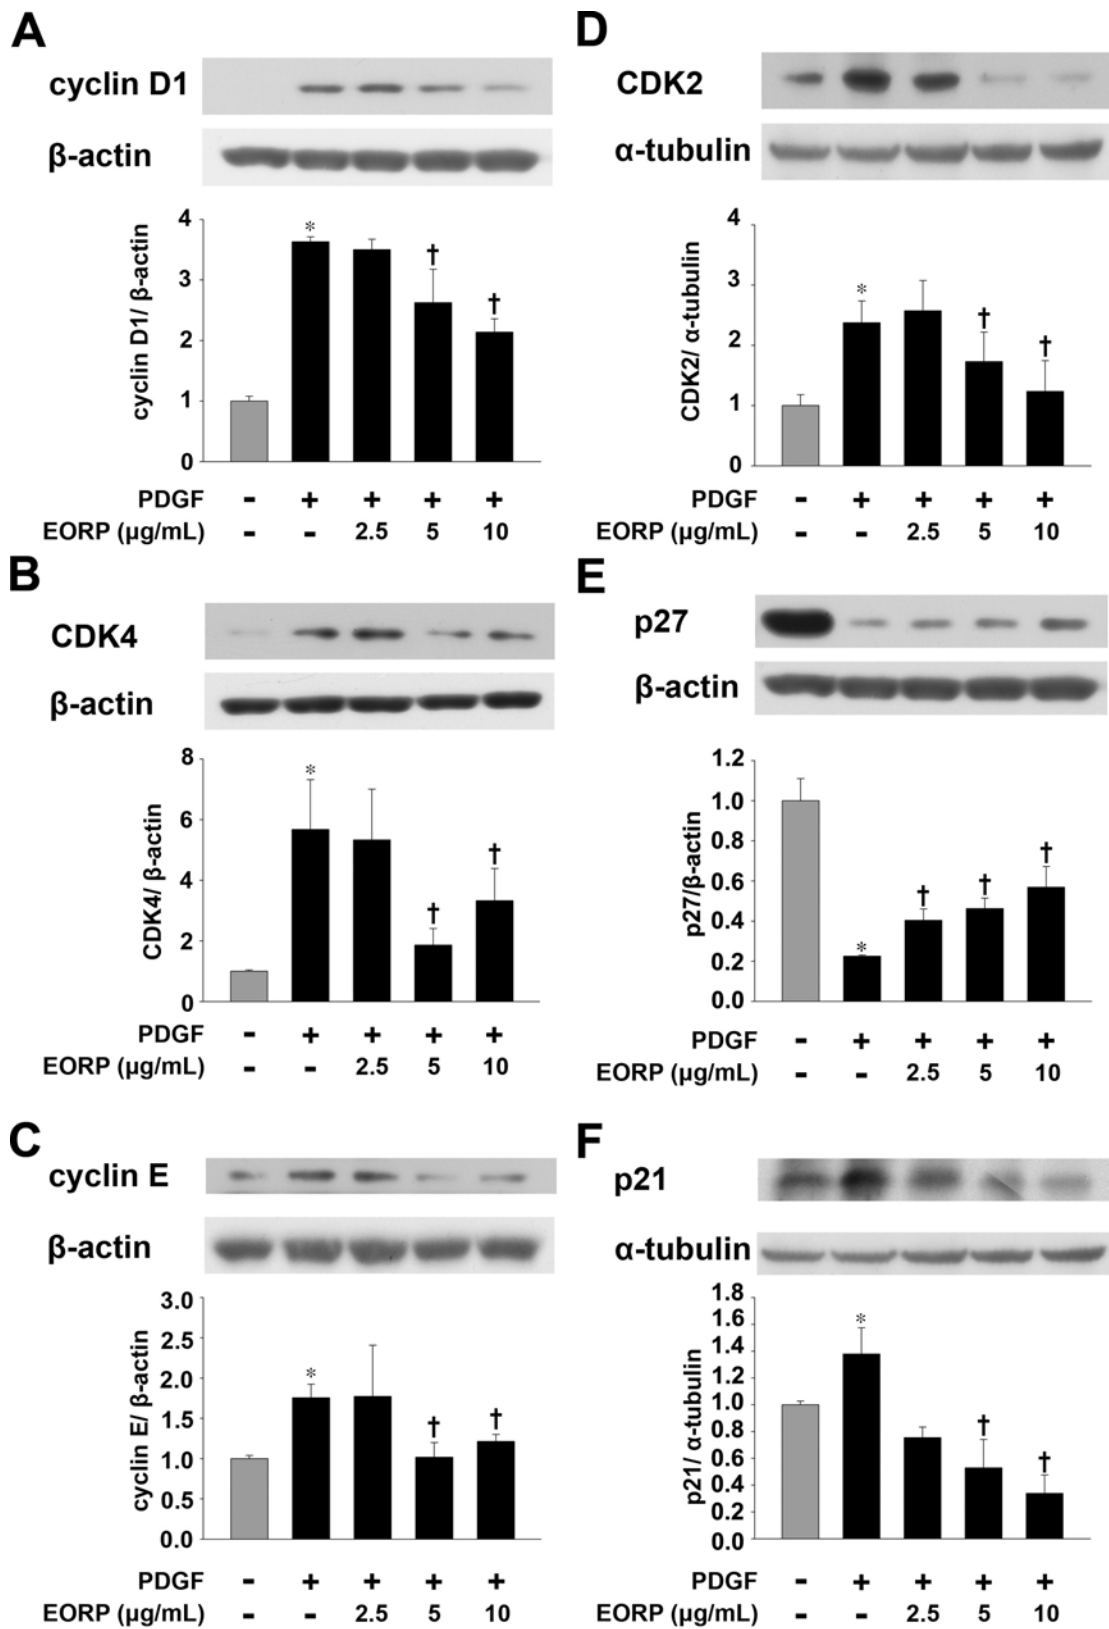 A
cyclin D1
β-actin
cyclin D1/ β-actin
4
3
2
1
0
*
†
†
PDGF - + + + +
EORP (µg/mL) - - 2.5 5 10
B
CDK4
β-actin
CDK4/ β-actin
8
6
4
2
0
*
†
†
PDGF - + + + +
EORP (µg/mL) - - 2.5 5 10
C
cyclin E
β-actin
cyclin E/ β-actin
3.0
2.5
2.0
1.5
1.0
0.5
0.0
*
†
†
PDGF - + + + +
EORP (µg/mL) - - 2.5 5 10
D
CDK2
α-tubulin
CDK2/ α-tubulin
4
3
2
1
0
*
†
†
PDGF - + + + +
EORP (µg/mL) - - 2.5 5 10
E
p27
β-actin
p27/β-actin
1.2
1.0
0.8
0.6
0.4
0.2
0.0
*
†
†
†
PDGF - + + + +
EORP (µg/mL) - - 2.5 5 10
F
p21
α-tubulin
p21/ α-tubulin
1.8
1.6
1.4
1.2
1.0
0.8
0.6
0.4
0.2
0.0
*
†
†
PDGF - + + + +
EORP (µg/mL) - - 2.5 5 10